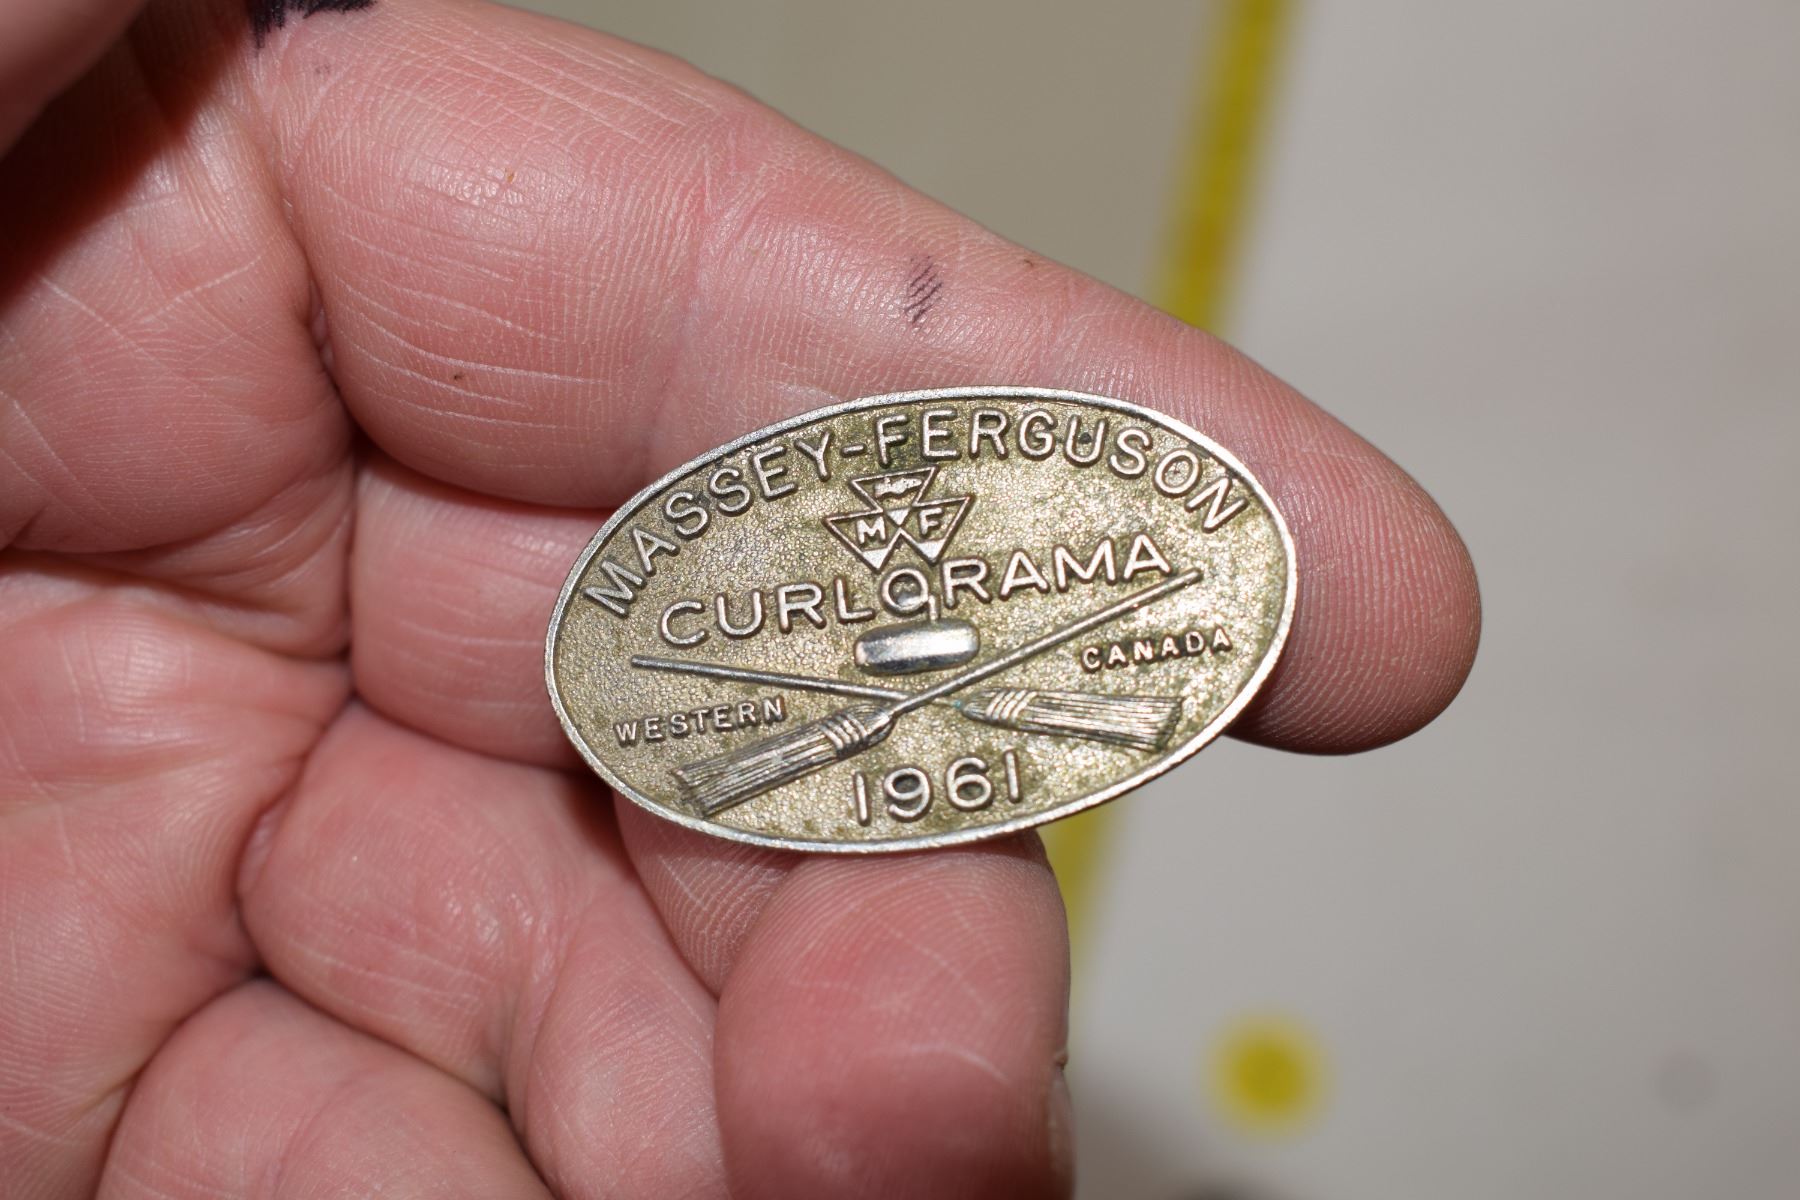 MASSEY-FERGUSON
MF
CURLORAMA
WESTERN CANADA
1961